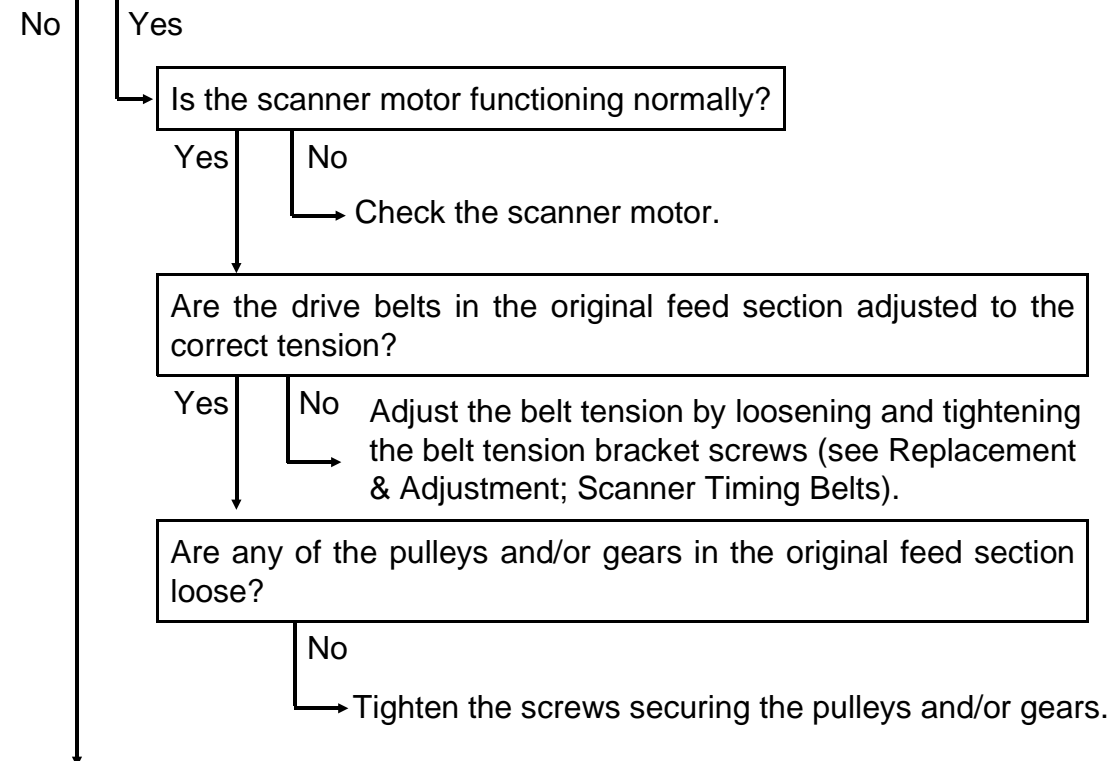 No
Yes
Is the scanner motor functioning normally?
Yes
No
Check the scanner motor.
Are the drive belts in the original feed section adjusted to the
correct tension?
Yes
No
Adjust the belt tension by loosening and tightening
the belt tension bracket screws (see Replacement
& Adjustment; Scanner Timing Belts).
Are any of the pulleys and/or gears in the original feed section
loose?
No
Tighten the screws securing the pulleys and/or gears.